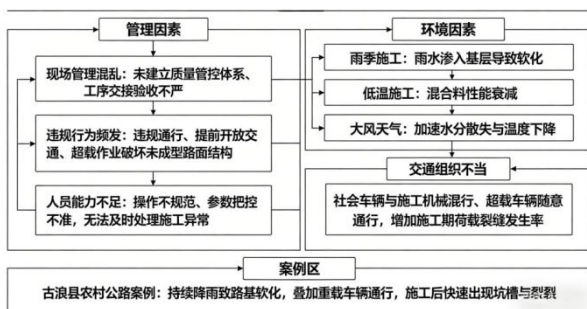 管理因素
现场管理混乱：未建立质量管控体系、
工序交接验收不严
违规行为频发：违规通行、提前开放交
通、超载作业破坏未成型路面结构
人员能力不足：操作不规范、参数把控
不准，无法及时处理施工异常
环境因素
雨季施工：雨水渗入基层导致软化
低温施工：混合料性能衰减
大风天气：加速水分散失与温度下降
交通组织不当
社会车辆与施工机械混行、超载车辆随意
通行，增加施工期荷载裂缝发生率
案例区
古浪县农村公路案例：持续降雨致路基软化，叠加重载车辆通行，施工后快速出现坑槽与裂裂